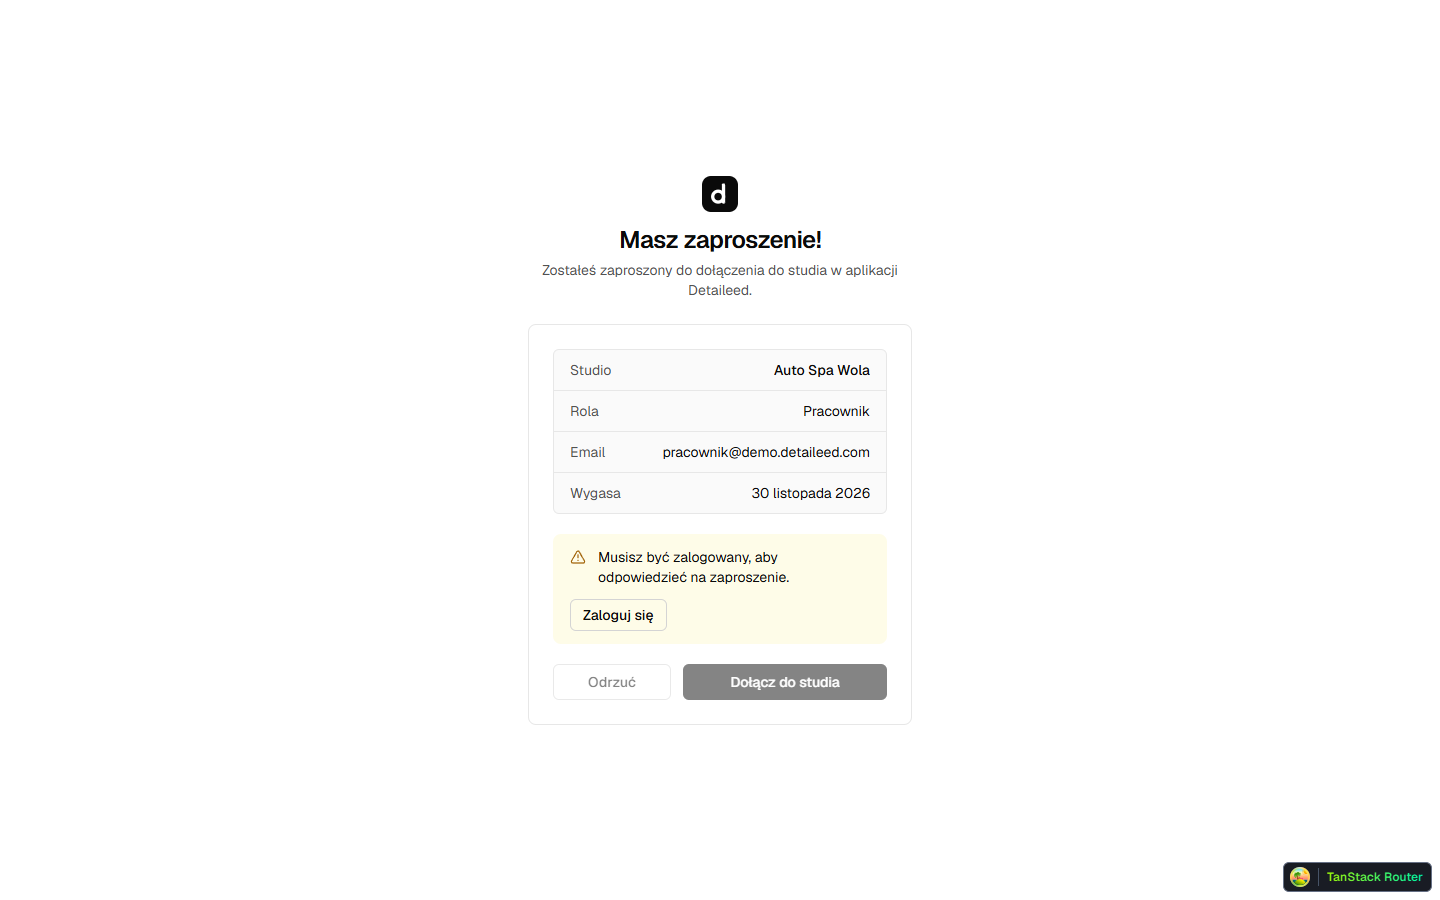 d
Masz zaproszenie!
Zostałeś zaproszony do dołączenia do studia w aplikacji
Detaileed.
Studio Auto Spa Wola
Rola Pracownik
Email pracownik@demo.detaileed.com
Wygasa 30 listopada 2026
Musisz być zalogowany, aby
odpowiedzieć na zaproszenie.
Zaloguj się
Odrzuć Dołącz do studia
TanStack Router